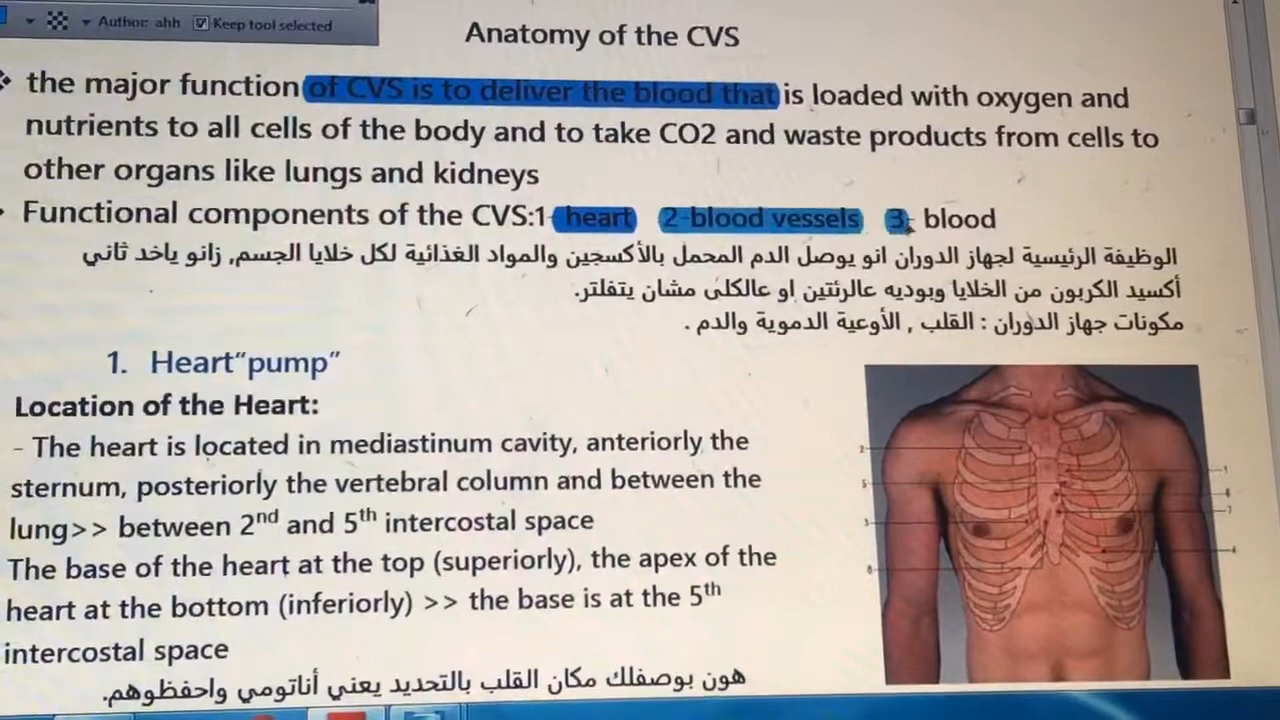 Author: ahh Keep tool selected
Anatomy of the CVS
the major function of CVS is to deliver the blood that is loaded with oxygen and
nutrients to all cells of the body and to take CO2 and waste products from cells to
other organs like lungs and kidneys
Functional components of the CVS:1- heart 2-blood vessels 3- blood
الوظيفة الرئيسية لجهاز الدوران انو يوصل الدم المحمل بالأكسجين والمواد الغذائية لكل خلايا الجسم, زانو ياخد ثاني
أكسيد الكربون من الخلايا وبوديه عالرئتين او عالكلى مشان يتفلتر.
مكونات جهاز الدوران : القلب , الأوعية الدموية والدم .
1. Heart“pump”
Location of the Heart:
- The heart is located in mediastinum cavity, anteriorly the
sternum, posteriorly the vertebral column and between the
lung>> between 2nd and 5th intercostal space
The base of the heart at the top (superiorly), the apex of the
heart at the bottom (inferiorly) >> the base is at the 5th
intercostal space
هون بوصفلك مكان القلب بالتحديد يعني أناتومي واحفظوهم.